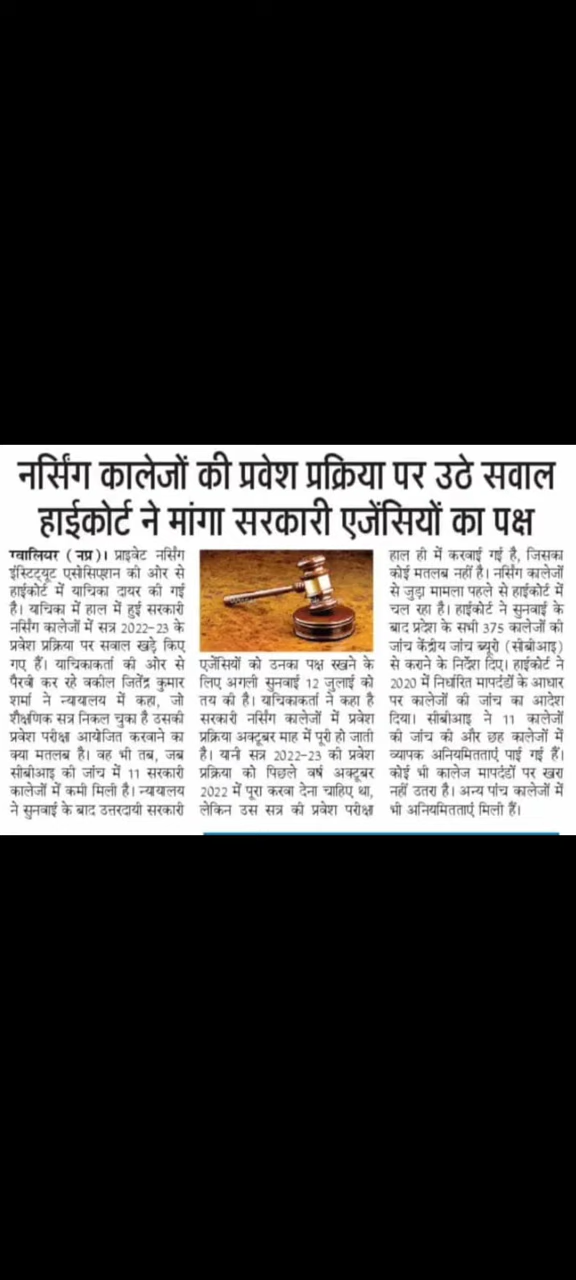 नर्सिंग कालेजों की प्रवेश प्रक्रिया पर उठे सवाल
हाईकोर्ट ने मांगा सरकारी एजेंसियों का पक्ष
ग्वालियर (नप्र)। प्राइवेट नर्सिंग
इंस्टिट्यूट एसोसिएशन की ओर से
हाईकोर्ट में याचिका दायर की गई
है। याचिका में हाल में हुई सरकारी
नर्सिंग कालेजों में सत्र 2022-23 के
प्रवेश प्रक्रिया पर सवाल खड़े किए
गए हैं। याचिकाकर्ता की ओर से
पैरवी कर रहे वकील जितेंद्र कुमार
शर्मा ने न्यायालय में कहा, जो
शैक्षणिक सत्र निकल चुका है उसकी
प्रवेश परीक्षा आयोजित करवाने का
क्या मतलब है। वह भी तब, जब
सीबीआइ की जांच में 11 सरकारी
कालेजों में कमी मिली है। न्यायालय
ने सुनवाई के बाद उत्तरदायी सरकारी
एजेंसियों को उनका पक्ष रखने के
लिए अगली सुनवाई 12 जुलाई को
तय की है। याचिकाकर्ता ने कहा है
सरकारी नर्सिंग कालेजों में प्रवेश
प्रक्रिया अक्टूबर माह में पूरी हो जाती
है। यानी सत्र 2022-23 की प्रवेश
प्रक्रिया को पिछले वर्ष अक्टूबर
2022 में पूरा करवा देना चाहिए था,
लेकिन उस सत्र की प्रवेश परीक्षा
हाल ही में करवाई गई है, जिसका
कोई मतलब नहीं है। नर्सिंग कालेजों
से जुड़ा मामला पहले से हाईकोर्ट में
चल रहा है। हाईकोर्ट ने सुनवाई के
बाद प्रदेश के सभी 375 कालेजों की
जांच केंद्रीय जांच ब्यूरी (सीबीआइ)
से कराने के निर्देश दिए। हाईकोर्ट ने
2020 में निर्धारित मापदंडों के आधार
पर कालेजों की जांच का आदेश
दिया। सीबीआइ ने 11 कालेजों
की जांच की और छह कालेजों में
व्यापक अनियमितताएं पाई गई हैं।
कोई भी कालेज मापदंडों पर खरा
नहीं उतरा है। अन्य पांच कालेजों में
भी अनियमितताएं मिली हैं।